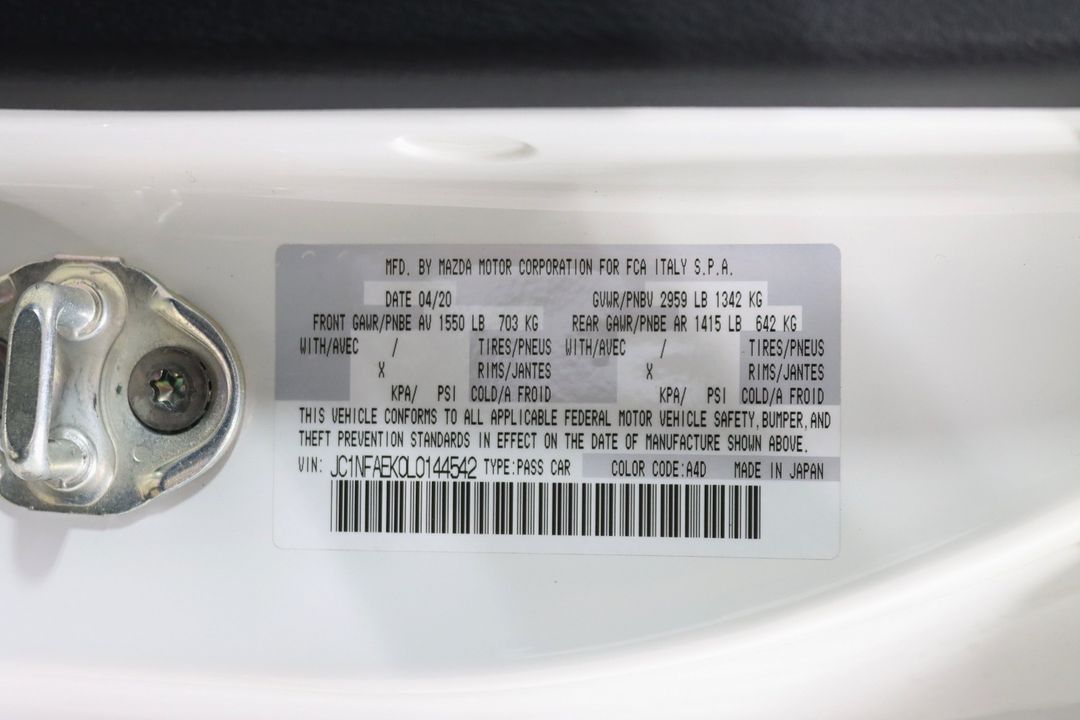 MFD. BY MAZDA MOTOR CORPORATION FOR FCA ITALY S.P.A.
DATE 04/20 GVWR/PNBV 2959 LB 1342 KG
FRONT GAWR/PNBE AV 1550 LB 703 KG REAR GAWR/PNBE AR 1415 LB 642 KG
WITH/AVEC / TIRES/PNEUS WITH/AVEC / TIRES/PNEUS
X RIMS/JANTES X RIMS/JANTES
KPA/ PSI COLD/A FROID KPA/ PSI COLD/A FROID
THIS VEHICLE CONFORMS TO ALL APPLICABLE FEDERAL MOTOR VEHICLE SAFETY, BUMPER, AND
THEFT PREVENTION STANDARDS IN EFFECT ON THE DATE OF MANUFACTURE SHOWN ABOVE.
VIN: JC1NFAEK0L0144542 TYPE:PASS CAR COLOR CODE:A4D MADE IN JAPAN